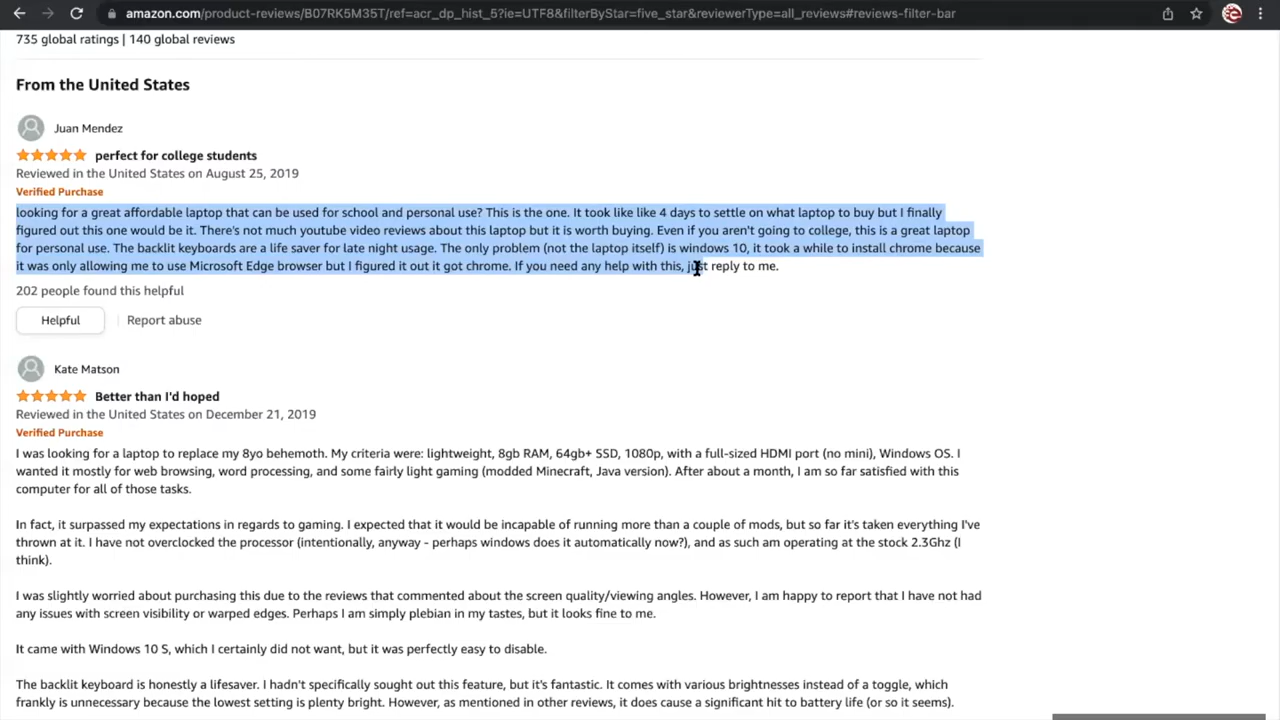 amazon.com/product-reviews/B07RK5M35T/ref=acr_dp_hist_5?ie=UTF8&filterByStar=five_star&reviewerType=all_reviews#reviews-filter-bar
735 global ratings | 140 global reviews
From the United States
Juan Mendez
perfect for college students
Reviewed in the United States on August 25, 2019
Verified Purchase
looking for a great affordable laptop that can be used for school and personal use? This is the one. It took like like 4 days to settle on what laptop to buy but I finally
figured out this one would be it. There's not much youtube video reviews about this laptop but it is worth buying. Even if you aren't going to college, this is a great laptop
for personal use. The backlit keyboards are a life saver for late night usage. The only problem (not the laptop itself) is windows 10, it took a while to install chrome because
it was only allowing me to use Microsoft Edge browser but I figured it out it got chrome. If you need any help with this, just reply to me.
202 people found this helpful
Helpful
Report abuse
Kate Matson
Better than I'd hoped
Reviewed in the United States on December 21, 2019
Verified Purchase
I was looking for a laptop to replace my 8yo behemoth. My criteria were: lightweight, 8gb RAM, 64gb+ SSD, 1080p, with a full-sized HDMI port (no mini), Windows OS. I
wanted it mostly for web browsing, word processing, and some fairly light gaming (modded Minecraft, Java version). After about a month, I am so far satisfied with this
computer for all of those tasks.
In fact, it surpassed my expectations in regards to gaming. I expected that it would be incapable of running more than a couple of mods, but so far it's taken everything I've
thrown at it. I have not overclocked the processor (intentionally, anyway - perhaps windows does it automatically now?), and as such am operating at the stock 2.3Ghz (I
think).
I was slightly worried about purchasing this due to the reviews that commented about the screen quality/viewing angles. However, I am happy to report that I have not had
any issues with screen visibility or warped edges. Perhaps I am simply plebian in my tastes, but it looks fine to me.
It came with Windows 10 S, which I certainly did not want, but it was perfectly easy to disable.
The backlit keyboard is honestly a lifesaver. I hadn't specifically sought out this feature, but it's fantastic. It comes with various brightnesses instead of a toggle, which
frankly is unnecessary because the lowest setting is plenty bright. However, as mentioned in other reviews, it does cause a significant hit to battery life (or so it seems).